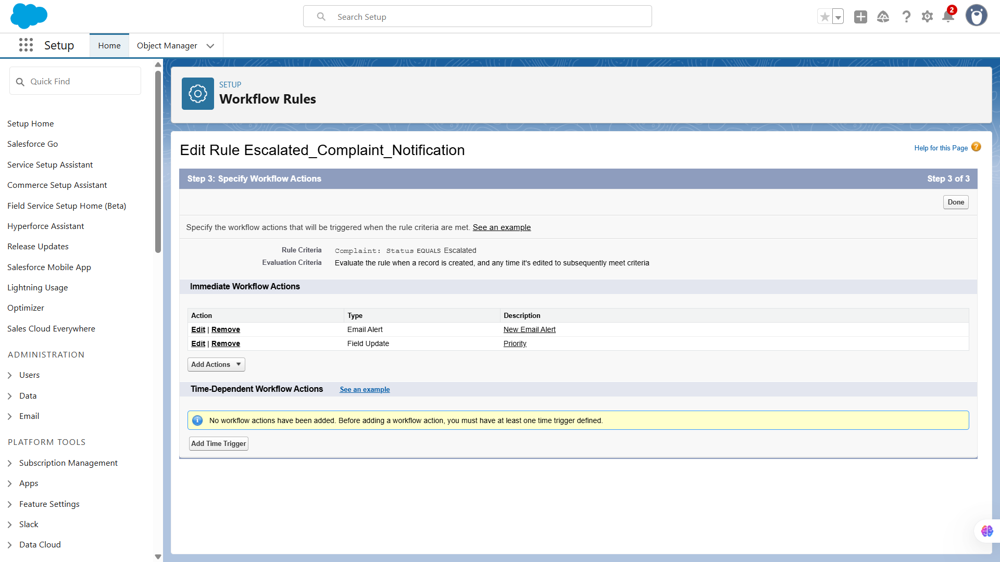 Search Setup
2
Setup
Home
Object Manager
Quick Find
Setup Home
Salesforce Go
Service Setup Assistant
Commerce Setup Assistant
Field Service Setup Home (Beta)
Hyperforce Assistant
Release Updates
Salesforce Mobile App
Lightning Usage
Optimizer
Sales Cloud Everywhere
ADMINISTRATION
Users
Data
Email
PLATFORM TOOLS
Subscription Management
Apps
Feature Settings
Slack
Data Cloud
SETUP
Workflow Rules
Edit Rule Escalated_Complaint_Notification
Help for this Page ?
Step 3: Specify Workflow Actions
Step 3 of 3
Done
Specify the workflow actions that will be triggered when the rule criteria are met. See an example
Rule Criteria Complaint: Status EQUALS Escalated
Evaluation Criteria Evaluate the rule when a record is created, and any time it's edited to subsequently meet criteria
Immediate Workflow Actions
Action Type Description
Edit | Remove Email Alert New Email Alert
Edit | Remove Field Update Priority
Add Actions
Time-Dependent Workflow Actions See an example
No workflow actions have been added. Before adding a workflow action, you must have at least one time trigger defined.
Add Time Trigger